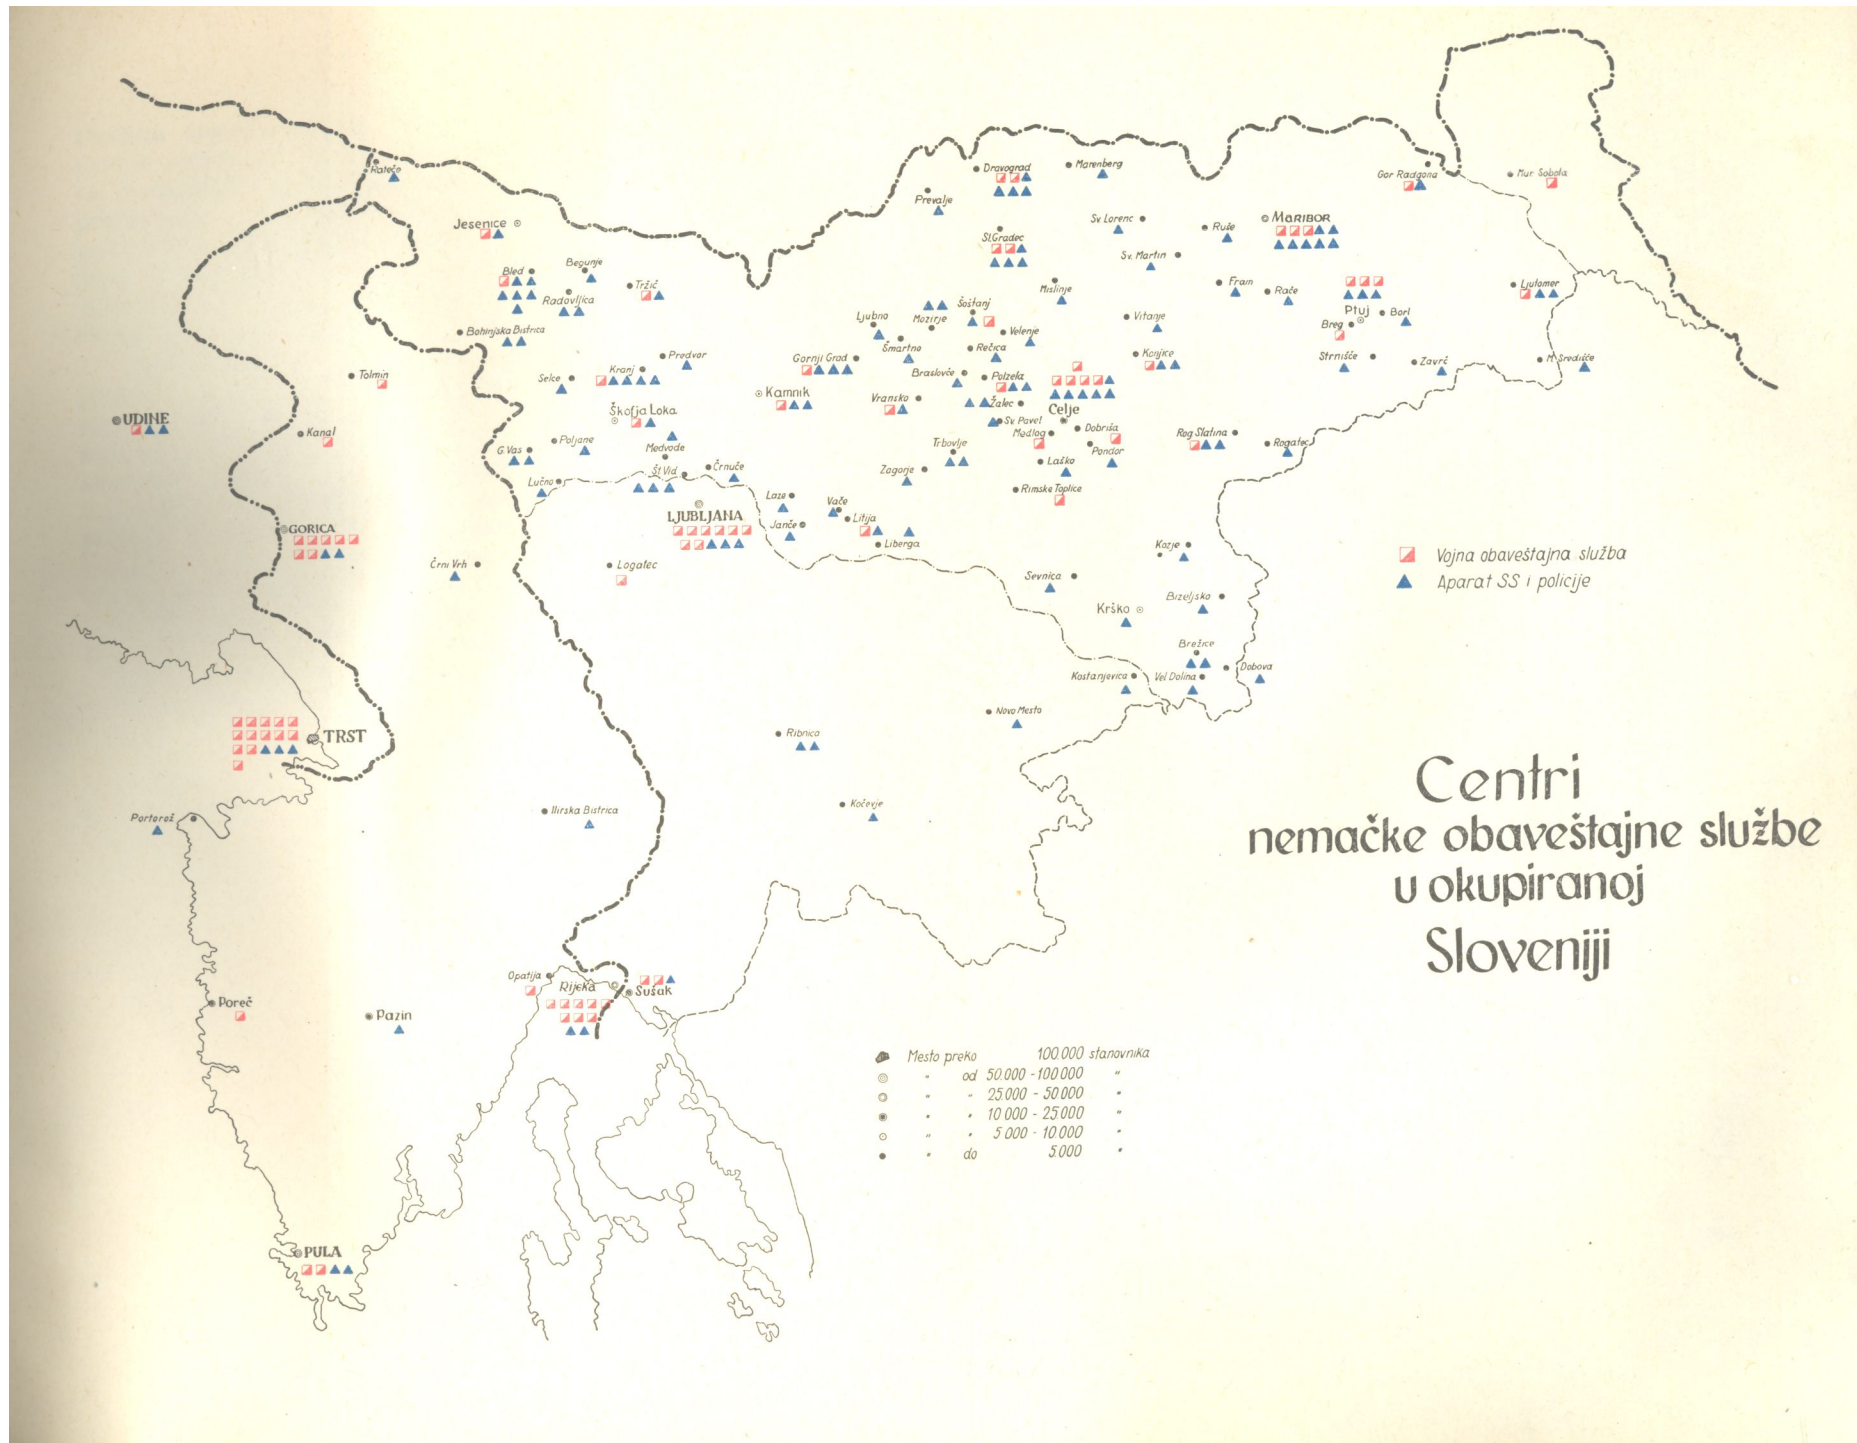 Rateče
Jesenice
Bled
Begunje
Radovljica
Tržič
Bohinjska Bistrica
Tolmin
UDINE
Kanal
Selce
Kranj
Predvor
Škofja Loka
Poljane
G. Vas
Lučno
Medvode
Št. Vid
Črnuče
LJUBLJANA
GORICA
Črni Vrh
Logatec
TRST
Portorož
Ilirska Bistrica
Ribnica
Kočevje
Novo Mesto
Opatija
Rijeka
Sušak
Poreč
Pazin
PULA
Dravograd
Marenberg
Prevalje
Sl. Gradec
Sv. Lorenc
Ruše
MARIBOR
Sv. Martin
Gor Radgona
Mur. Sobota
Mislinje
Fram
Rače
Ptuj
Breg
Borl
Ljutomer
Strnišče
Zavrč
M. Središče
Ljubno
Mozirje
Šoštanj
Velenje
Vitanje
Šmartno
Rečica
Gornji Grad
Braslovče
Polzela
Konjice
Kamnik
Vransko
Žalec
Celje
Sv. Pavel
Medlog
Dobriša
Pondor
Rog Slatina
Rogatec
Trbovlje
Zagorje
Laško
Rimske Toplice
Laze
Vače
Janče
Litija
Liberga
Kozje
Sevnica
Bizeljsko
Krško
Brežice
Dobova
Kostanjevica
Vel. Dolina
Vojna obaveštajna služba
Aparat SS i policije
Centri
nemačke obaveštajne službe
u okupiranoj
Sloveniji
Mesto preko 100.000 stanovnika
" od 50.000 - 100.000 "
" " 25.000 - 50.000 "
" " 10.000 - 25.000 "
" " 5.000 - 10.000 "
" do 5.000 "